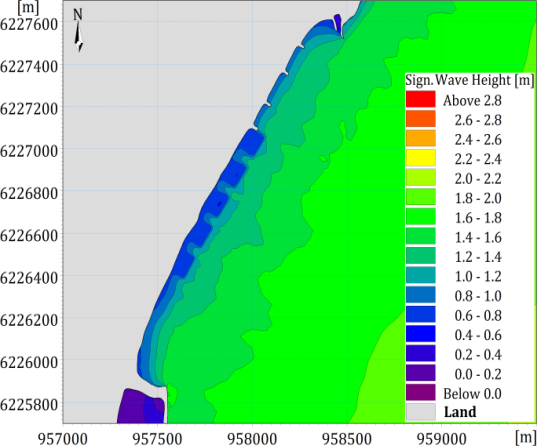 [m]
N
6227600
6227400
6227200
6227000
6226800
6226600
6226400
6226200
6226000
6225800
Sign. Wave Height [m]
Above 2.8
2.6 - 2.8
2.4 - 2.6
2.2 - 2.4
2.0 - 2.2
1.8 - 2.0
1.6 - 1.8
1.4 - 1.6
1.2 - 1.4
1.0 - 1.2
0.8 - 1.0
0.6 - 0.8
0.4 - 0.6
0.2 - 0.4
0.0 - 0.2
Below 0.0
Land
957000 957500 958000 958500 959000 [m]